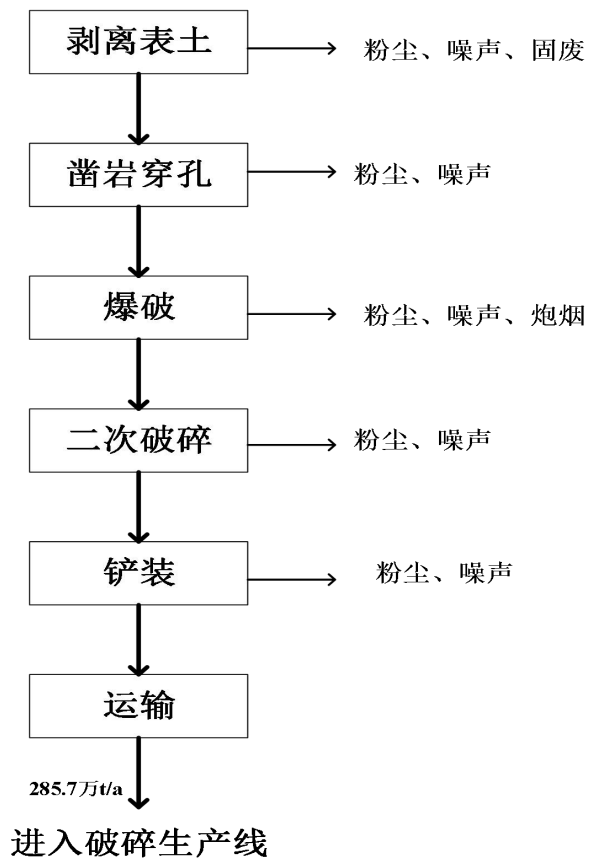 剥离表土
粉尘、噪声、固废
凿岩穿孔
粉尘、噪声
爆破
粉尘、噪声、炮烟
二次破碎
粉尘、噪声
铲装
粉尘、噪声
运输
285.7万t/a
进入破碎生产线